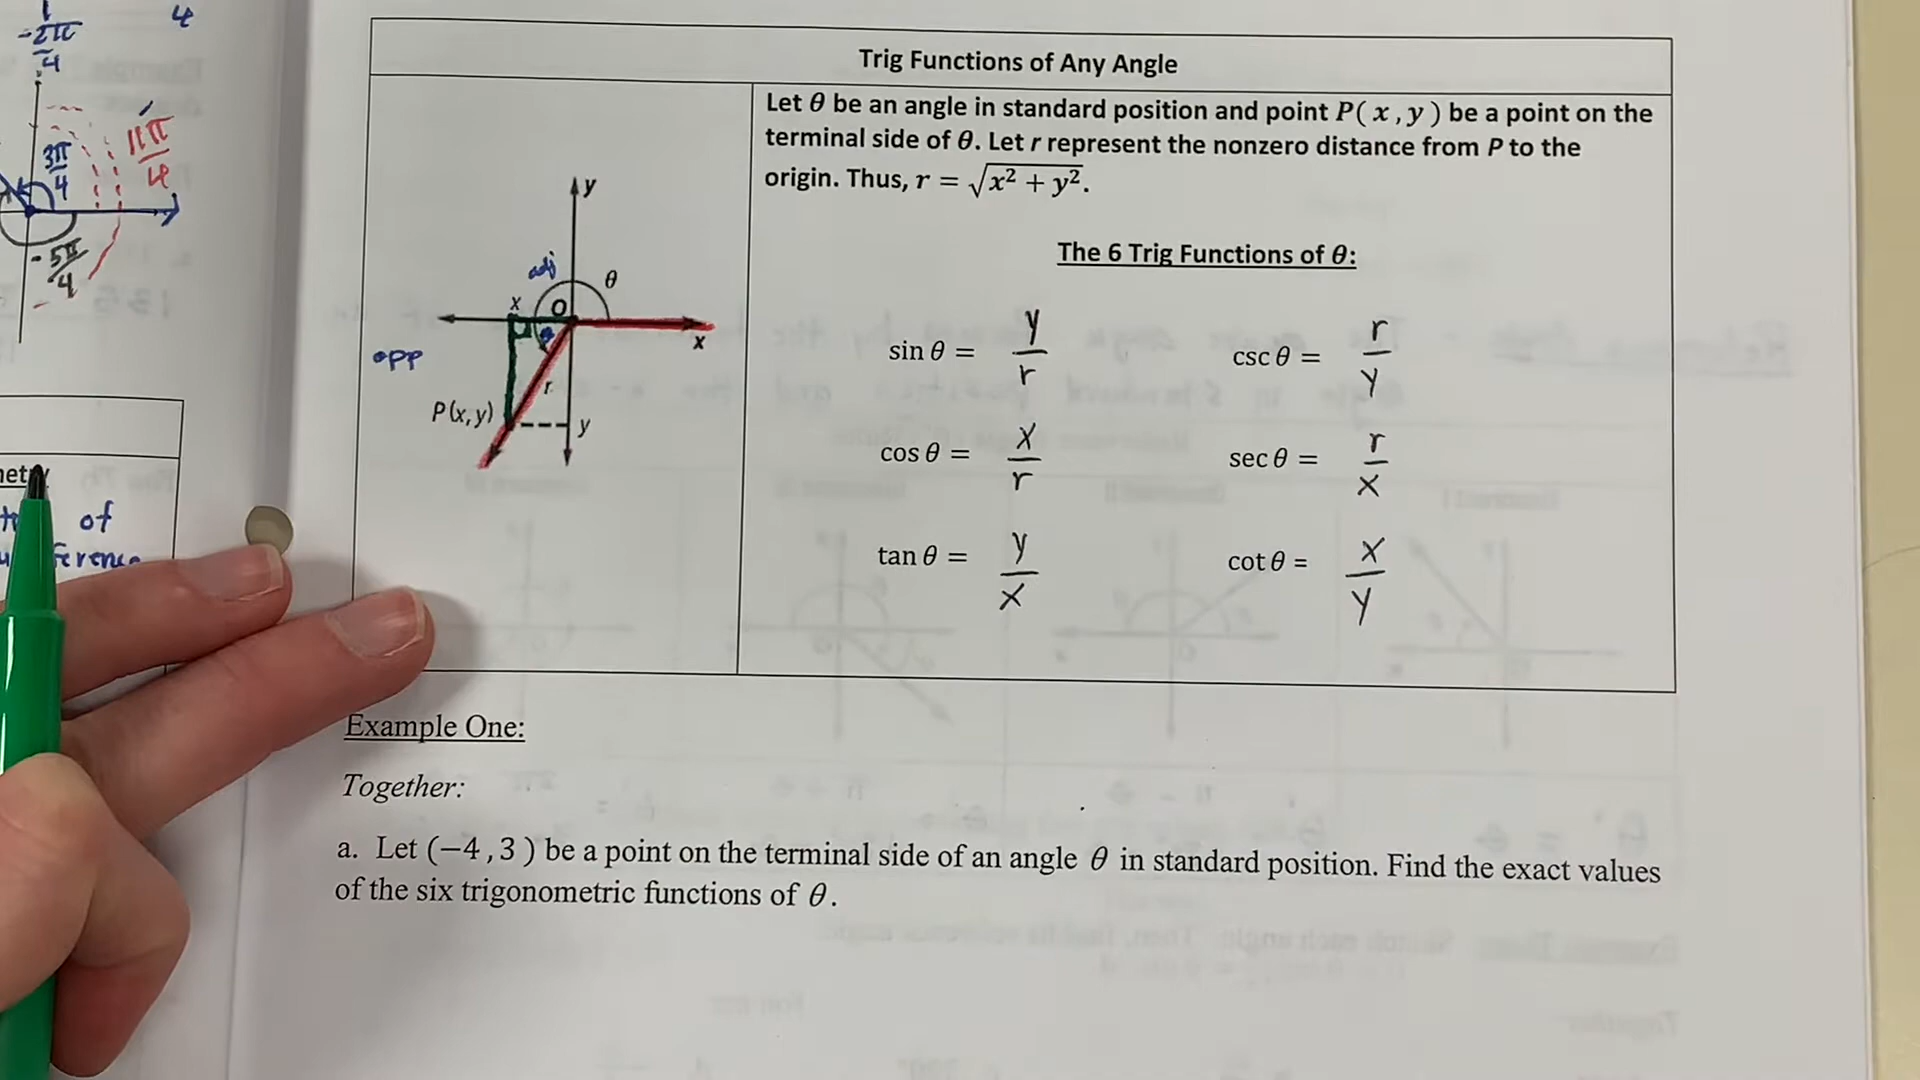 -2π/4
4
3π/4
11π/4
-5π/4
of
Trig Functions of Any Angle
Let θ be an angle in standard position and point P( x , y ) be a point on the
terminal side of θ. Let r represent the nonzero distance from P to the
origin. Thus, r = √x² + y².
The 6 Trig Functions of θ:
y
adj
θ
x
O
x
opp
r
P(x,y)
y
sin θ = y/r
csc θ = r/y
cos θ = x/r
sec θ = r/x
tan θ = y/x
cot θ = x/y
Example One:
Together:
a. Let (−4 , 3 ) be a point on the terminal side of an angle θ in standard position. Find the exact values
of the six trigonometric functions of θ.